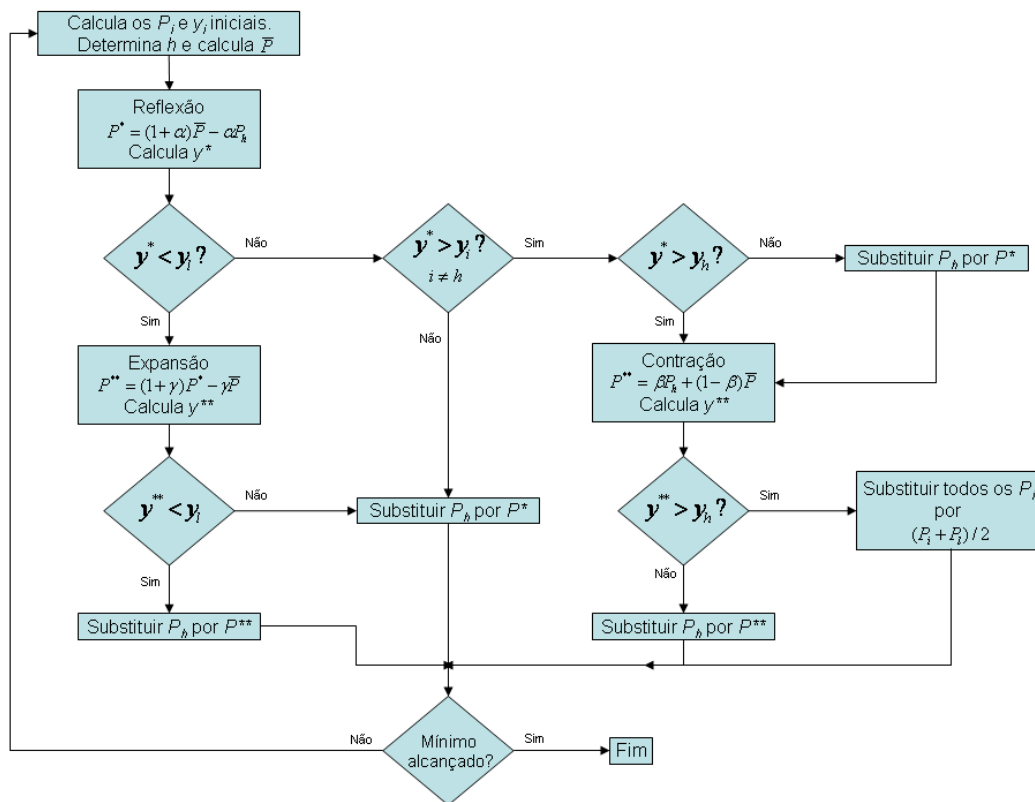 Calcula os P_i e y_i iniciais.
Determina h e calcula P̅
Reflexão
P* = (1+α)P̅ − αP_h
Calcula y*
y* < y_l ?
Não
y* > y_i ?
i ≠ h
Sim
y* > y_h ?
Não
Substituir P_h por P*
Sim
Não
Sim
Expansão
P** = (1+γ)P* − γP̅
Calcula y**
Contração
P** = βP_h + (1−β)P̅
Calcula y**
y** < y_l
Não
Substituir P_h por P*
y** > y_h ?
Sim
Substituir todos os P_i
por
(P_i + P_l) / 2
Sim
Não
Substituir P_h por P**
Substituir P_h por P**
Não
Mínimo
alcançado?
Sim
Fim